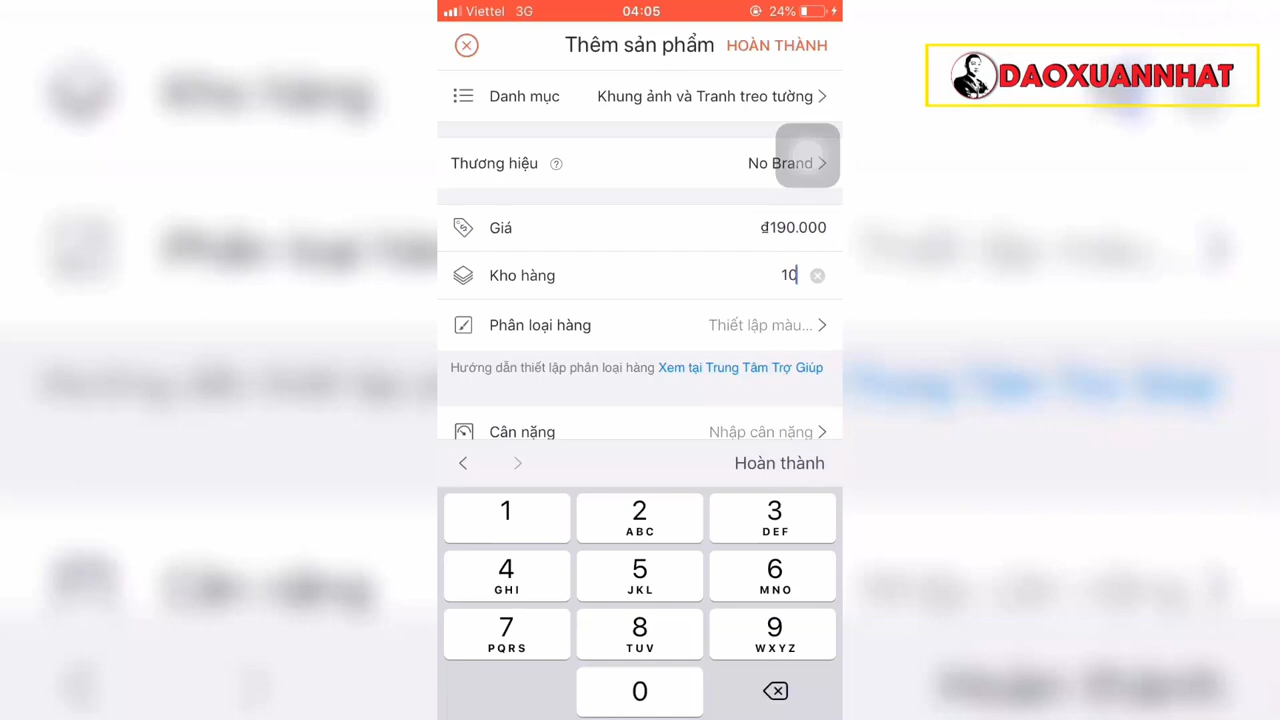 Viettel 3G 04:05 24%
Thêm sản phẩm HOÀN THÀNH
DAOXUANNHAT
Danh mục Khung ảnh và Tranh treo tường
Thương hiệu ? No Brand
Giá ₫190.000
Kho hàng 10
Phân loại hàng Thiết lập màu...
Hướng dẫn thiết lập phân loại hàng Xem tại Trung Tâm Trợ Giúp
Cân nặng Nhập cân nặng
Hoàn thành
1 2 3
ABC DEF
4 5 6
GHI JKL MNO
7 8 9
PQRS TUV WXYZ
0